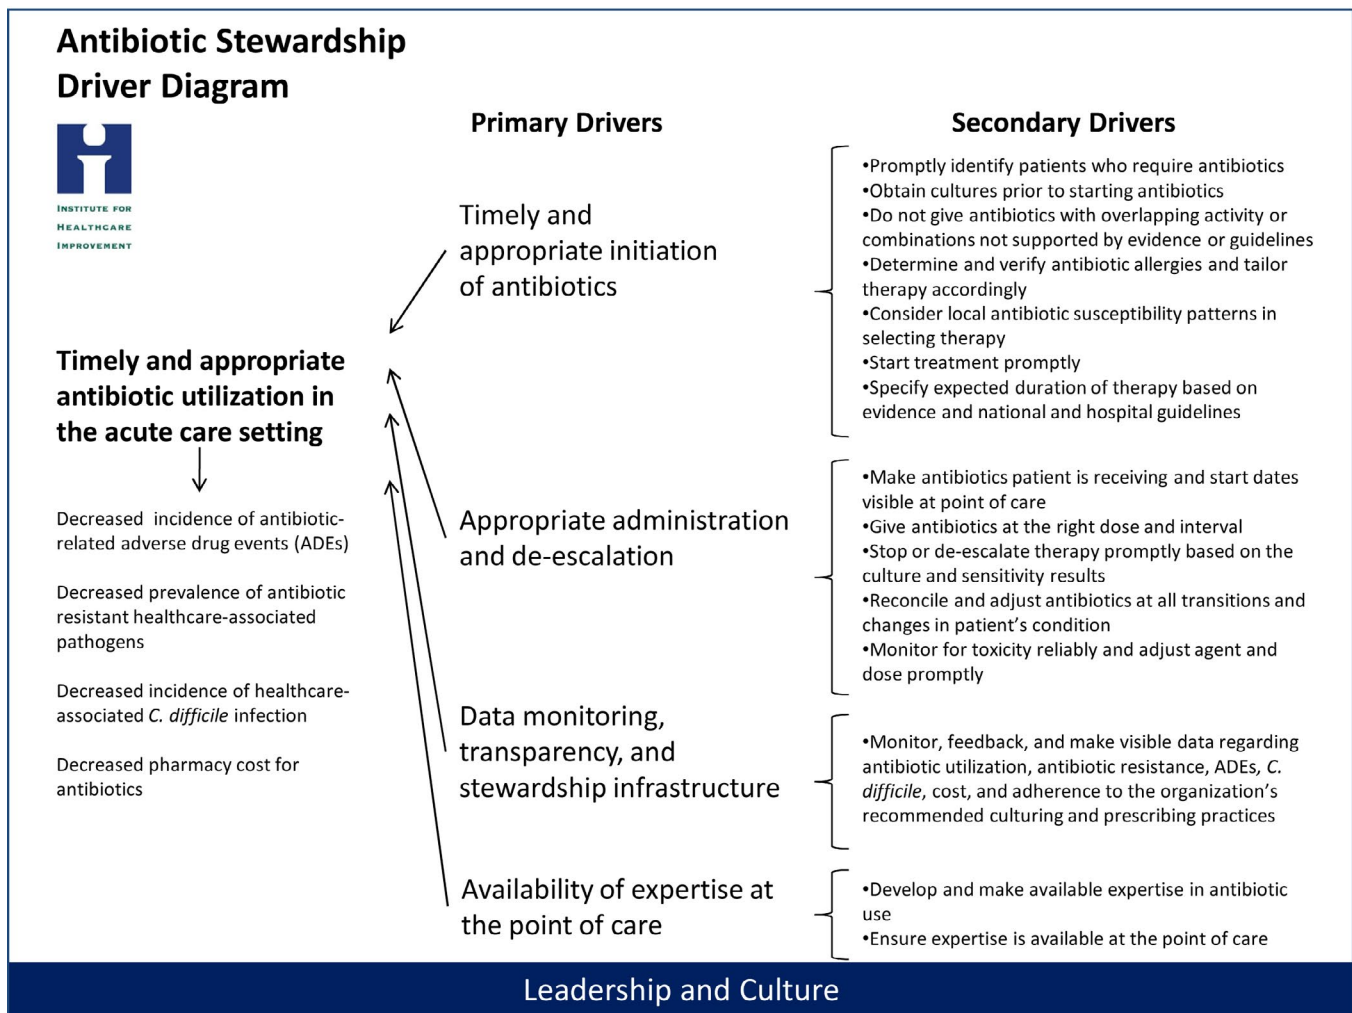 Antibiotic Stewardship
Driver Diagram
INSTITUTE FOR
HEALTHCARE
IMPROVEMENT
Timely and appropriate
antibiotic utilization in
the acute care setting
Decreased  incidence of antibiotic-
related adverse drug events (ADEs)
Decreased prevalence of antibiotic
resistant healthcare-associated
pathogens
Decreased incidence of healthcare-
associated C. difficile infection
Decreased pharmacy cost for
antibiotics
Primary Drivers
Timely and
appropriate initiation
of antibiotics
Appropriate administration
and de-escalation
Data monitoring,
transparency, and
stewardship infrastructure
Availability of expertise at
the point of care
Secondary Drivers
•Promptly identify patients who require antibiotics
•Obtain cultures prior to starting antibiotics
•Do not give antibiotics with overlapping activity or
combinations not supported by evidence or guidelines
•Determine and verify antibiotic allergies and tailor
therapy accordingly
•Consider local antibiotic susceptibility patterns in
selecting therapy
•Start treatment promptly
•Specify expected duration of therapy based on
evidence and national and hospital guidelines
•Make antibiotics patient is receiving and start dates
visible at point of care
•Give antibiotics at the right dose and interval
•Stop or de-escalate therapy promptly based on the
culture and sensitivity results
•Reconcile and adjust antibiotics at all transitions and
changes in patient’s condition
•Monitor for toxicity reliably and adjust agent and
dose promptly
•Monitor, feedback, and make visible data regarding
antibiotic utilization, antibiotic resistance, ADEs, C.
difficile, cost, and adherence to the organization’s
recommended culturing and prescribing practices
•Develop and make available expertise in antibiotic
use
•Ensure expertise is available at the point of care
Leadership and Culture